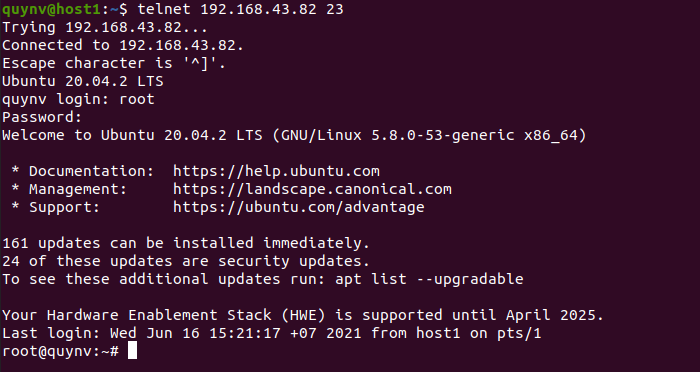 quynv@host1:~$ telnet 192.168.43.82 23
Trying 192.168.43.82...
Connected to 192.168.43.82.
Escape character is '^]'.
Ubuntu 20.04.2 LTS
quynv login: root
Password:
Welcome to Ubuntu 20.04.2 LTS (GNU/Linux 5.8.0-53-generic x86_64)
* Documentation:  https://help.ubuntu.com
* Management:     https://landscape.canonical.com
* Support:        https://ubuntu.com/advantage
161 updates can be installed immediately.
24 of these updates are security updates.
To see these additional updates run: apt list --upgradable
Your Hardware Enablement Stack (HWE) is supported until April 2025.
Last login: Wed Jun 16 15:21:17 +07 2021 from host1 on pts/1
root@quynv:~#